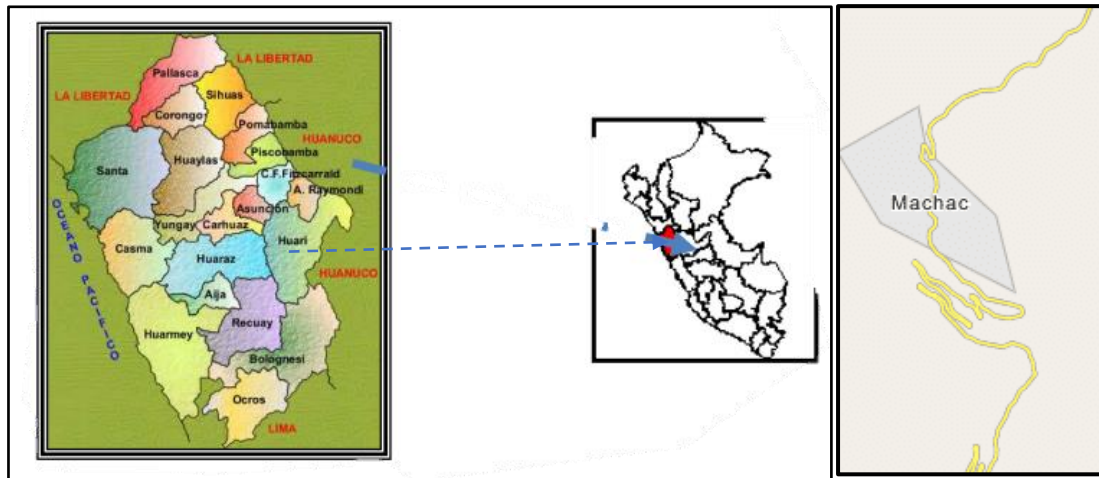 LA LIBERTAD
Pallasca
LA LIBERTAD
Sihuas
Corongo
Pomabamba
HUANUCO
Piscobamba
Santa
Huaylas
C.F.Fitzcarrald
A. Raymondi
Asunción
Yungay
Carhuaz
OCEANO PACIFICO
Casma
Huari
Huaraz
HUANUCO
Aija
Recuay
Huarmey
Bolognesi
Ocros
LIMA
Machac